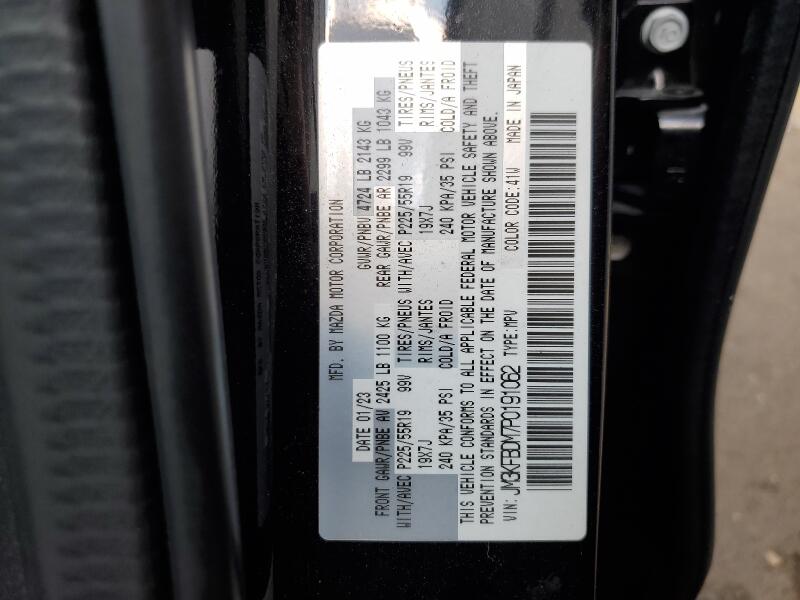 MFD. BY MAZDA MOTOR CORPORATION
DATE 01/23 GVWR/PNBV 4724 LB 2143 KG
FRONT GAWR/PNBE AV 2425 LB 1100 KG REAR GAWR/PNBE AR 2299 LB 1043 KG
WITH/AVEC P225/55R19 99V TIRES/PNEUS WITH/AVEC P225/55R19 99V TIRES/PNEUS
19X7J RIMS/JANTES 19X7J RIMS/JANTES
240 KPA/35 PSI COLD/A FROID 240 KPA/35 PSI COLD/A FROID
THIS VEHICLE CONFORMS TO ALL APPLICABLE FEDERAL MOTOR VEHICLE SAFETY AND THEFT
PREVENTION STANDARDS IN EFFECT ON THE DATE OF MANUFACTURE SHOWN ABOVE.
VIN: JM3KFBDM7P0191062 TYPE: MPV COLOR CODE: 41W MADE IN JAPAN